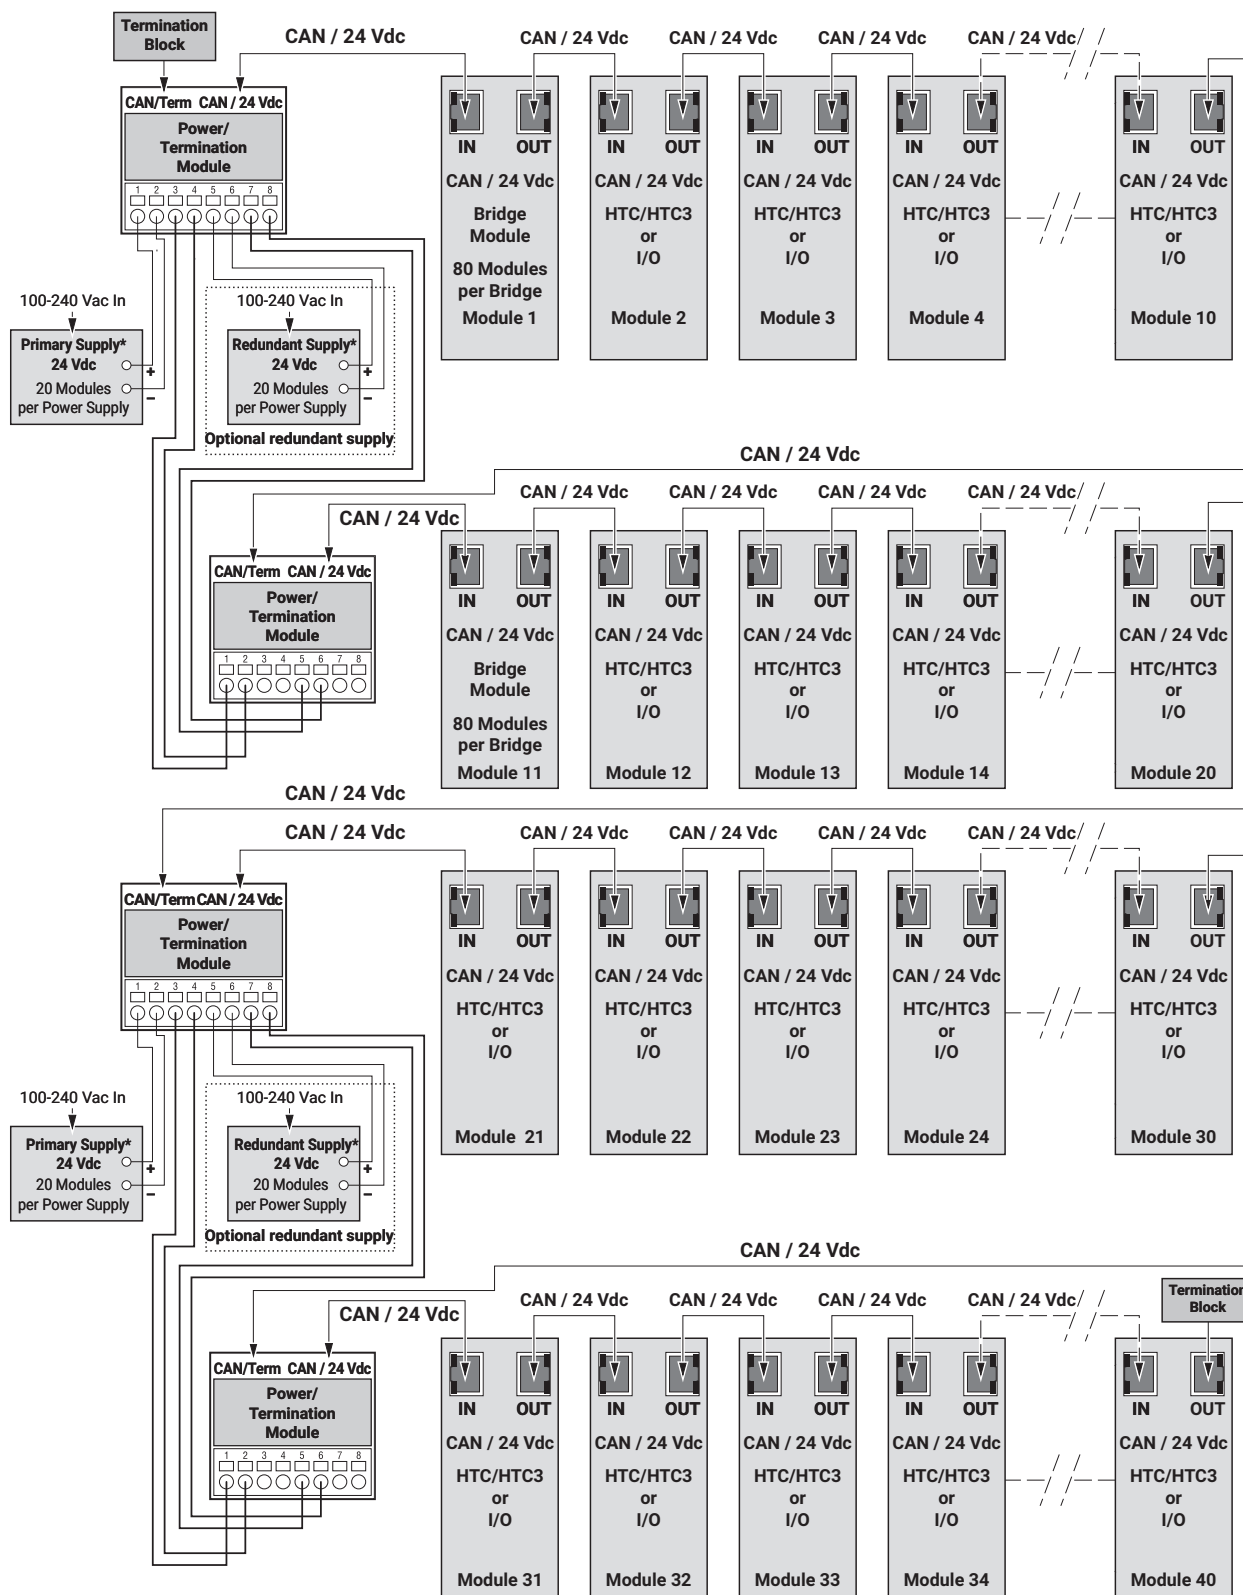 Termination
Block
CAN / 24 Vdc
CAN / 24 Vdc
CAN / 24 Vdc
CAN / 24 Vdc
CAN / 24 Vdc
CAN/Term CAN / 24 Vdc
Power/
Termination
Module
1 2 3 4 5 6 7 8
100-240 Vac In
Primary Supply*
24 Vdc
+
20 Modules
per Power Supply
–
100-240 Vac In
Redundant Supply*
24 Vdc
+
20 Modules
per Power Supply
–
Optional redundant supply
IN OUT
CAN / 24 Vdc
Bridge
Module
80 Modules
per Bridge
Module 1
IN OUT
CAN / 24 Vdc
HTC/HTC3
or
I/O
Module 2
IN OUT
CAN / 24 Vdc
HTC/HTC3
or
I/O
Module 3
IN OUT
CAN / 24 Vdc
HTC/HTC3
or
I/O
Module 4
IN OUT
CAN / 24 Vdc
HTC/HTC3
or
I/O
Module 10
CAN / 24 Vdc
CAN / 24 Vdc
CAN / 24 Vdc
CAN / 24 Vdc
CAN / 24 Vdc
CAN / 24 Vdc
CAN/Term CAN / 24 Vdc
Power/
Termination
Module
1 2 3 4 5 6 7 8
IN OUT
CAN / 24 Vdc
Bridge
Module
80 Modules
per Bridge
Module 11
IN OUT
CAN / 24 Vdc
HTC/HTC3
or
I/O
Module 12
IN OUT
CAN / 24 Vdc
HTC/HTC3
or
I/O
Module 13
IN OUT
CAN / 24 Vdc
HTC/HTC3
or
I/O
Module 14
IN OUT
CAN / 24 Vdc
HTC/HTC3
or
I/O
Module 20
CAN / 24 Vdc
CAN / 24 Vdc
CAN / 24 Vdc
CAN / 24 Vdc
CAN / 24 Vdc
CAN / 24 Vdc
CAN/Term CAN / 24 Vdc
Power/
Termination
Module
1 2 3 4 5 6 7 8
100-240 Vac In
Primary Supply*
24 Vdc
+
20 Modules
per Power Supply
–
100-240 Vac In
Redundant Supply*
24 Vdc
+
20 Modules
per Power Supply
–
Optional redundant supply
IN OUT
CAN / 24 Vdc
HTC/HTC3
or
I/O
Module 21
IN OUT
CAN / 24 Vdc
HTC/HTC3
or
I/O
Module 22
IN OUT
CAN / 24 Vdc
HTC/HTC3
or
I/O
Module 23
IN OUT
CAN / 24 Vdc
HTC/HTC3
or
I/O
Module 24
IN OUT
CAN / 24 Vdc
HTC/HTC3
or
I/O
Module 30
CAN / 24 Vdc
CAN / 24 Vdc
CAN / 24 Vdc
CAN / 24 Vdc
CAN / 24 Vdc
CAN / 24 Vdc
Termination
Block
CAN/Term CAN / 24 Vdc
Power/
Termination
Module
1 2 3 4 5 6 7 8
IN OUT
CAN / 24 Vdc
HTC/HTC3
or
I/O
Module 31
IN OUT
CAN / 24 Vdc
HTC/HTC3
or
I/O
Module 32
IN OUT
CAN / 24 Vdc
HTC/HTC3
or
I/O
Module 33
IN OUT
CAN / 24 Vdc
HTC/HTC3
or
I/O
Module 34
IN OUT
CAN / 24 Vdc
HTC/HTC3
or
I/O
Module 40